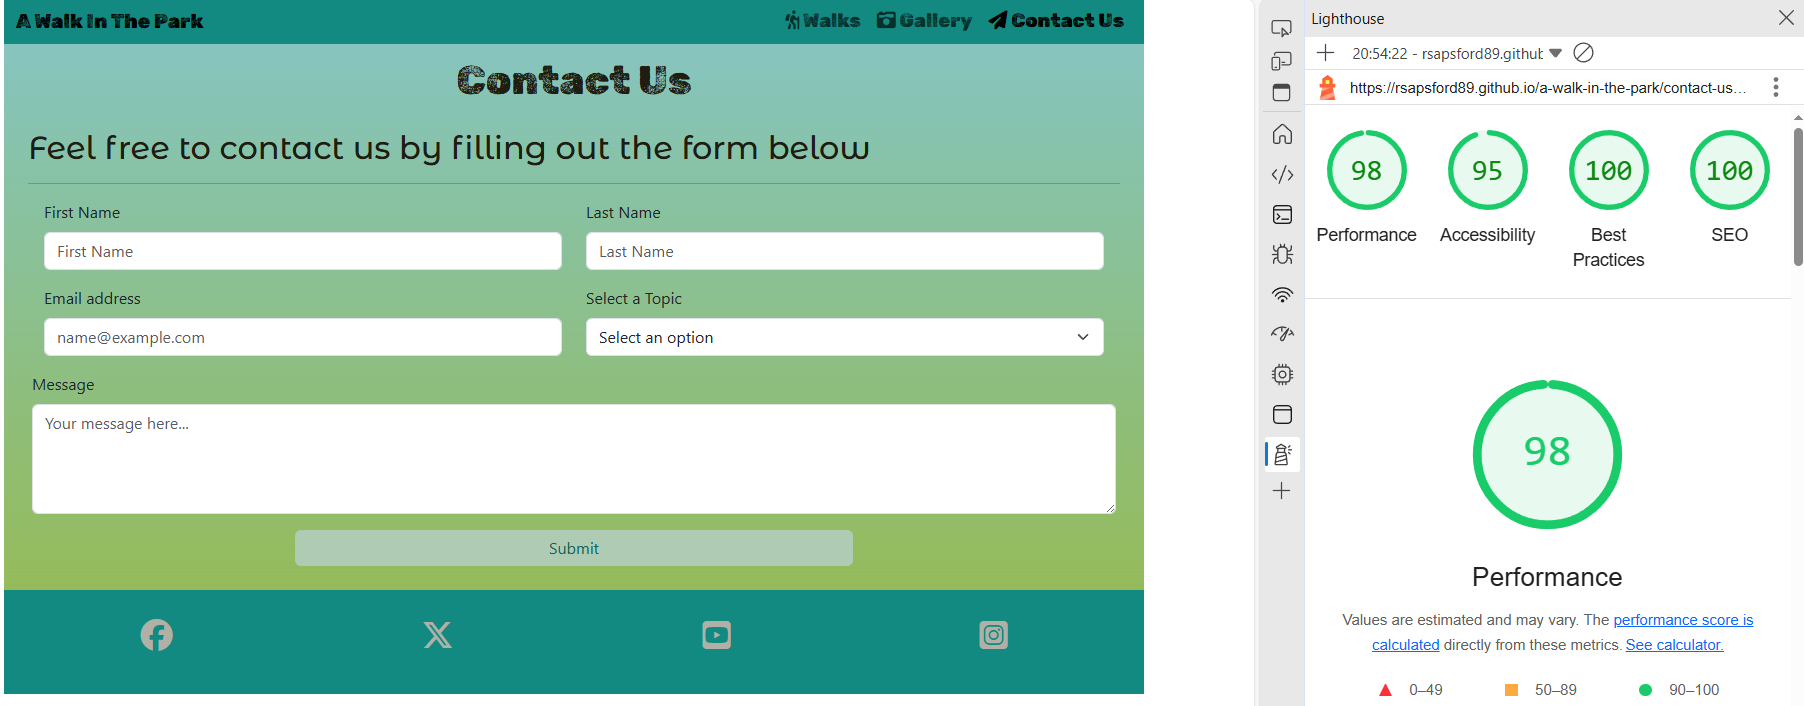 A Walk In The Park
Walks
Gallery
Contact Us
Contact Us
Feel free to contact us by filling out the form below
First Name
Last Name
First Name
Last Name
Email address
Select a Topic
name@example.com
Select an option
Message
Your message here...
Submit
Lighthouse
20:54:22 - rsapsford89.github
https://rsapsford89.github.io/a-walk-in-the-park/contact-us...
98
95
100
100
Performance
Accessibility
Best
Practices
SEO
98
Performance
Values are estimated and may vary. The performance score is
calculated directly from these metrics. See calculator.
0–49
50–89
90–100